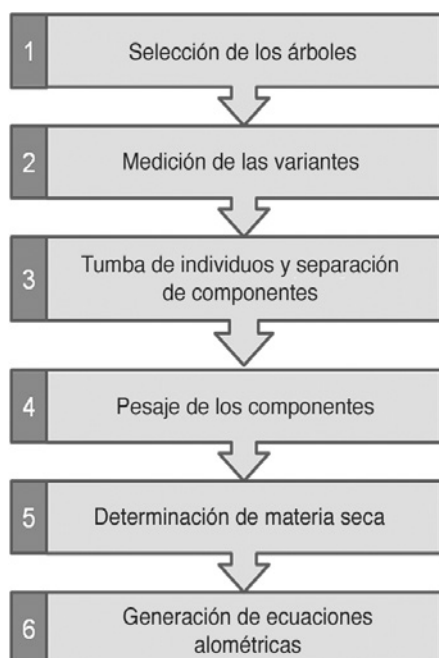 1 Selección de los árboles
2 Medición de las variantes
3 Tumba de individuos y separación
de componentes
4 Pesaje de los componentes
5 Determinación de materia seca
6 Generación de ecuaciones
alométricas